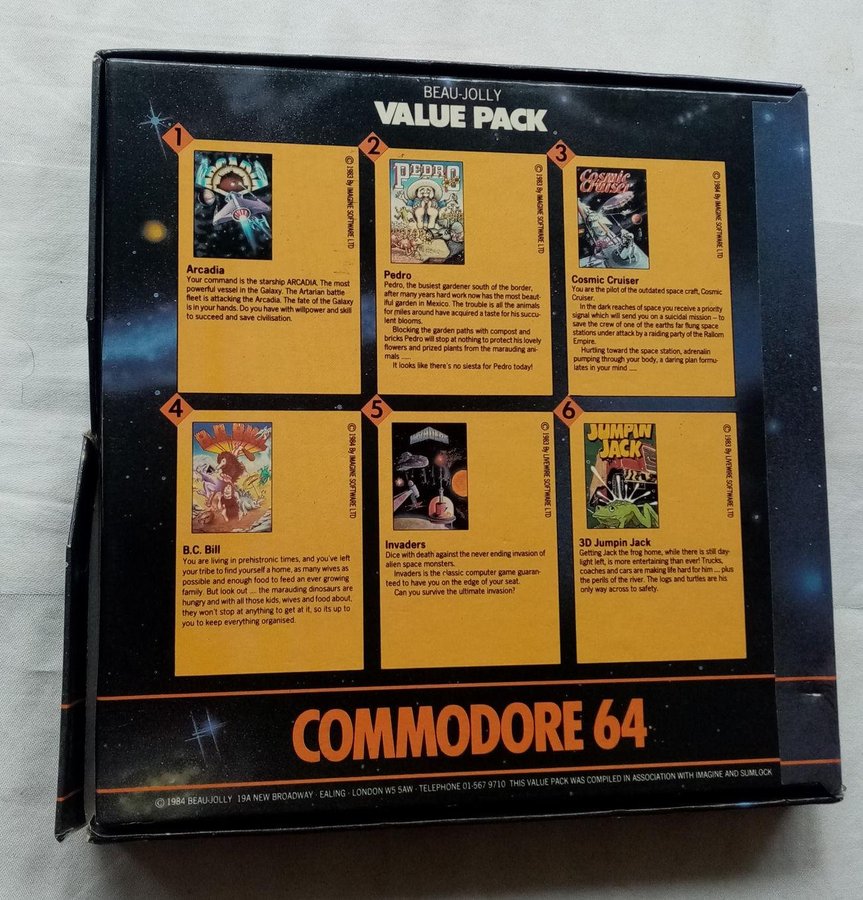 BEAU-JOLLY
VALUE PACK
1
© 1983 By IMAGINE SOFTWARE LTD
Arcadia
Your command is the starship ARCADIA. The most
powerful vessel in the Galaxy. The Artarian battle
fleet is attacking the Arcadia. The fate of the Galaxy
is in your hands. Do you have with willpower and skill
to succeed and save civilisation.
2
PEDRO
© 1983 By IMAGINE SOFTWARE LTD
Pedro
Pedro, the busiest gardener south of the border,
after many years hard work now has the most beaut-
iful garden in Mexico. The trouble is all the animals
for miles around have acquired a taste for his succu-
lent blooms.
Blocking the garden paths with compost and
bricks Pedro will stop at nothing to protect his lovely
flowers and prized plants from the marauding ani-
mals .....
It looks like there's no siesta for Pedro today!
3
Cosmic
Cruiser
© 1984 By IMAGINE SOFTWARE LTD
Cosmic Cruiser
You are the pilot of the outdated space craft, Cosmic
Cruiser.
In the dark reaches of space you receive a priority
signal which will send you on a suicidal mission – to
save the crew of one of the earths far flung space
stations under attack by a raiding party of the Rallom
Empire.
Hurtling toward the space station, adrenalin
pumping through your body, a daring plan formu-
lates in your mind ....
4
B.C. BILL
© 1984 By IMAGINE SOFTWARE LTD
B.C. Bill
You are living in prehistronic times, and you've left
your tribe to find yourself a home, as many wives as
possible and enough food to feed an ever growing
family. But look out .... the marauding dinosaurs are
hungry and with all those kids, wives and food about,
they won't stop at anything to get at it, so its up to
you to keep everything organised.
5
INVADERS
© 1983 By LIVEWIRE SOFTWARE LTD
Invaders
Dice with death against the never ending invasion of
alien space monsters.
Invaders is the classic computer game guaran-
teed to have you on the edge of your seat.
Can you survive the ultimate invasion?
6
JUMPIN
JACK
© 1983 By LIVEWIRE SOFTWARE LTD
3D Jumpin Jack
Getting Jack the frog home, while there is still day-
light left, is more entertaining than ever! Trucks,
coaches and cars are making life hard for him .... plus
the perils of the river. The logs and turtles are his
only way across to safety.
COMMODORE 64
© 1984 BEAU-JOLLY 19A NEW BROADWAY · EALING · LONDON W5 5AW · TELEPHONE 01-567 9710 THIS VALUE PACK WAS COMPILED IN ASSOCIATION WITH IMAGINE AND SUMLOCK